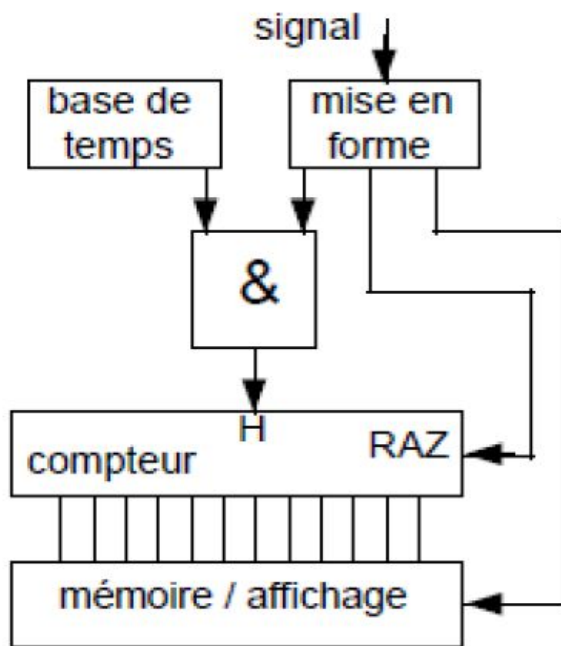 signal
base de
temps
mise en
forme
&
H
compteur
RAZ
mémoire / affichage